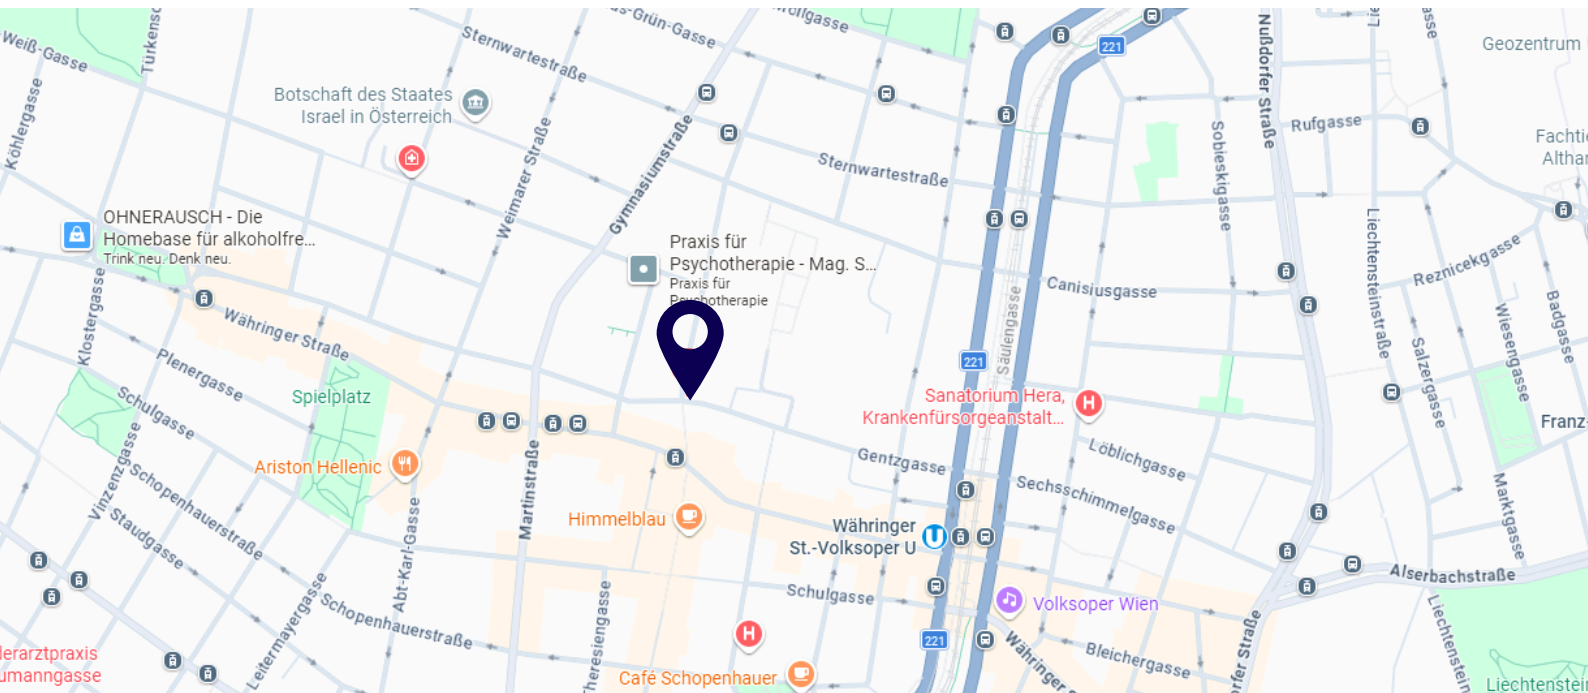 Weiß-Gasse
Köhlergasse
Sternwartestraße
Grün-Gasse
221
Nußdorfer Straße
Geozentrum
Botschaft des Staates
Israel in Österreich
Weimarer Straße
Gymnasiumstraße
Sternwartestraße
Sobieskigasse
Rufgasse
OHNERAUSCH - Die
Homebase für alkoholfre...
Trink neu. Denk neu.
Praxis für
Psychotherapie - Mag. S...
Praxis für
Psychotherapie
Canisiusgasse
Säulengasse
Liechtensteinstraße
Reznicekgasse
Badgasse
Wiesengasse
Salzergasse
Klostergasse
Währinger Straße
Plenergasse
Schulgasse
Spielplatz
221
Sanatorium Hera,
Krankenfürsorgeanstalt...
Franz-
Ariston Hellenic
Vinzenzgasse
Schopenhauerstraße
Staudgasse
Martinstraße
Abt-Karl-Gasse
Gentzgasse
Löblichgasse
Sechsschimmelgasse
Marktgasse
Himmelblau
Währinger
St.-Volksoper U
Schulgasse
Volksoper Wien
Alserbachstraße
Leitermayergasse
Schopenhauerstraße
221
Bleichergasse
Währinger
Café Schopenhauer